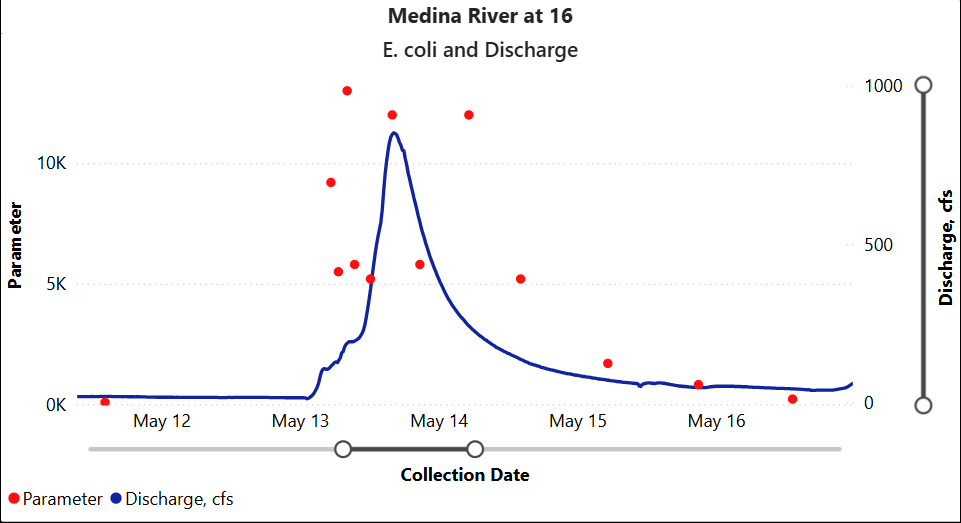 Medina River at 16
E. coli and Discharge
1000
10K
Parameter
500
Discharge, cfs
5K
0K
0
May 12 May 13 May 14 May 15 May 16
Collection Date
Parameter Discharge, cfs